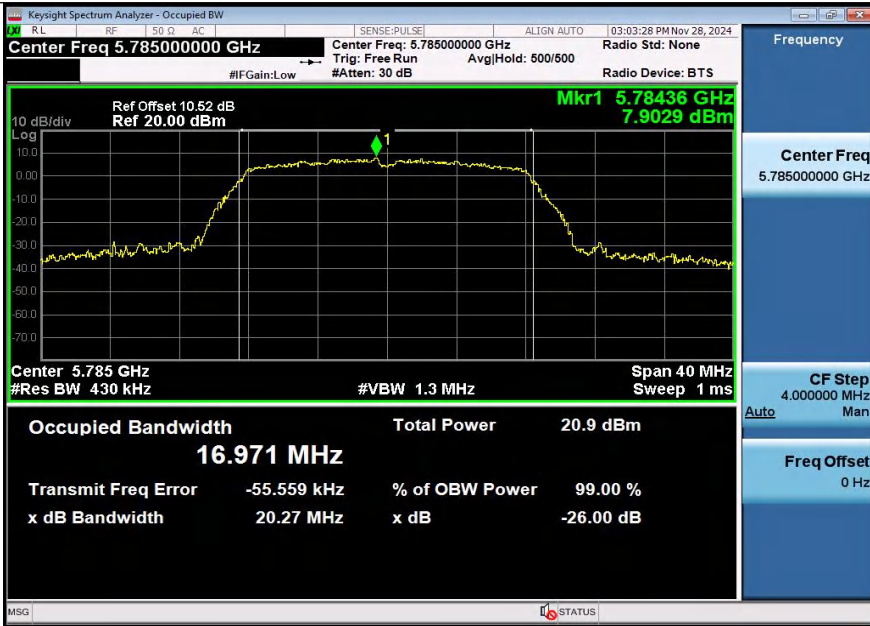 Keysight Spectrum Analyzer - Occupied BW
LXI RL RF 50 Ω AC SENSE:PULSE ALIGN AUTO 03:03:28 PM Nov 28, 2024
Center Freq 5.785000000 GHz Center Freq: 5.785000000 GHz Radio Std: None
Trig: Free Run Avg|Hold: 500/500
#IFGain:Low #Atten: 30 dB Radio Device: BTS
Frequency
Ref Offset 10.52 dB Mkr1 5.78436 GHz
10 dB/div Ref 20.00 dBm 7.9029 dBm
Log
1
10.0
0.00
-10.0
-20.0
-30.0
-40.0
-50.0
-60.0
-70.0
Center 5.785 GHz Span 40 MHz
#Res BW 430 kHz #VBW 1.3 MHz Sweep 1 ms
Center Freq
5.785000000 GHz
CF Step
4.000000 MHz
Auto Man
Freq Offset
0 Hz
Occupied Bandwidth Total Power 20.9 dBm
16.971 MHz
Transmit Freq Error -55.559 kHz % of OBW Power 99.00 %
x dB Bandwidth 20.27 MHz x dB -26.00 dB
MSG STATUS